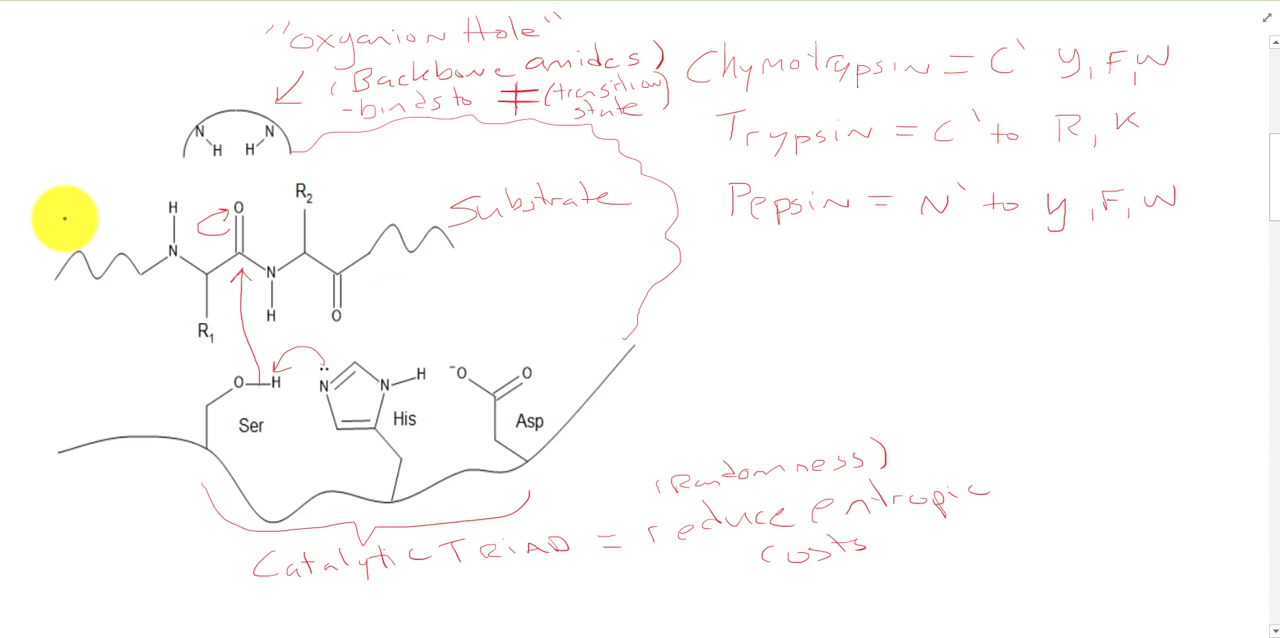 "Oxyanion Hole"
(Backbone amides)
-binds to ‡ (transition
state
Chymotrypsin = C` Y, F, W
Trypsin = C` to R, K
Pepsin = N` to Y, F, W
N N
H H
R2
H O
Substrate
N
N
H O
R1
O H N N H -O O
Ser His Asp
(Randomness)
Catalytic TRIAD = reduce entropic
costs